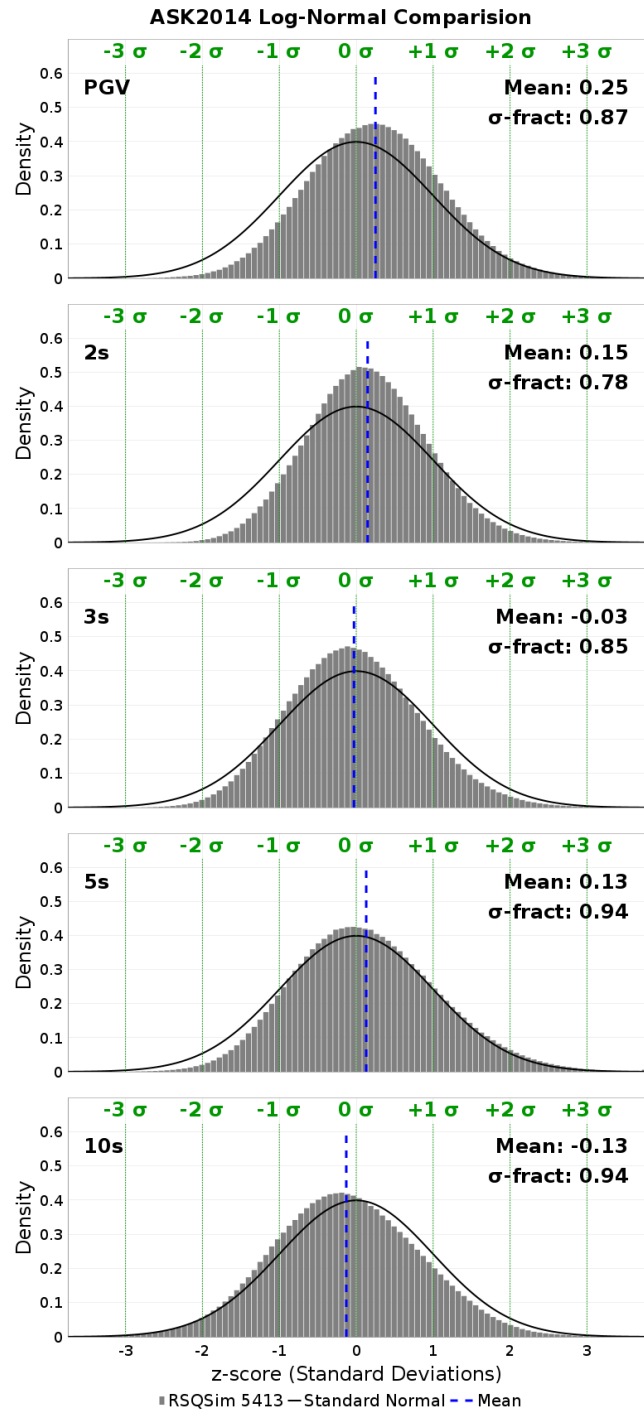 ASK2014 Log-Normal Comparision
-3 σ -2 σ -1 σ 0 σ +1 σ +2 σ +3 σ
0.6
PGV Mean: 0.25
0.5
σ-fract: 0.87
0.4
0.3
0.2
0.1
0
Density
-3 σ -2 σ -1 σ 0 σ +1 σ +2 σ +3 σ
0.6
2s Mean: 0.15
σ-fract: 0.78
0.5
0.4
0.3
0.2
0.1
0
Density
-3 σ -2 σ -1 σ 0 σ +1 σ +2 σ +3 σ
0.6
3s Mean: -0.03
σ-fract: 0.85
0.5
0.4
0.3
0.2
0.1
0
Density
-3 σ -2 σ -1 σ 0 σ +1 σ +2 σ +3 σ
0.6
5s Mean: 0.13
σ-fract: 0.94
0.5
0.4
0.3
0.2
0.1
0
Density
-3 σ -2 σ -1 σ 0 σ +1 σ +2 σ +3 σ
0.6
10s Mean: -0.13
σ-fract: 0.94
0.5
0.4
0.3
0.2
0.1
0
Density
-3 -2 -1 0 1 2 3
z-score (Standard Deviations)
RSQSim 5413 Standard Normal Mean